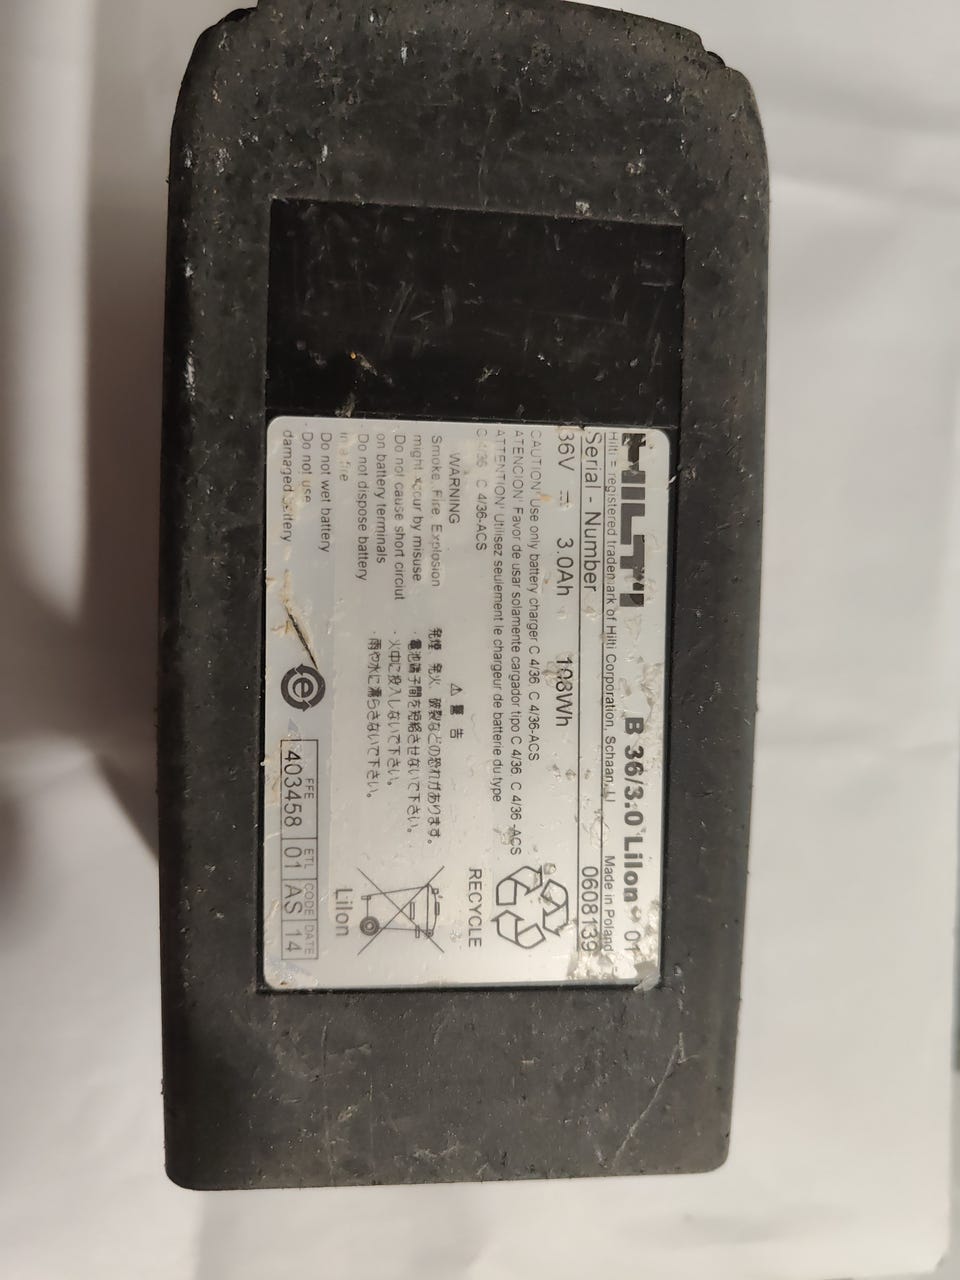 HILTI B 36/3.0 LiIon 01
Hilti = registered trademark of Hilti Corporation, Schaan, LI Made in Poland
Serial - Number 0608139
36V ⎓ 3.0Ah 108Wh
CAUTION' Use only battery charger C 4/36 C 4/36-ACS
ATENCION' Favor de usar solamente cargador tipo C 4/36 C 4/36-ACS
ATTENTION' Utilisez seulement le chargeur de batterie du type
C 4/36 C 4/36-ACS
RECYCLE
WARNING
Smoke Fire Explosion
might occur by misuse
Do not cause short circiut
on battery terminals
· Do not dispose battery
in a fire
Do not wet battery
· Do not use
damaged battery
⚠ 警告
発煙 発火 破裂などの恐れがあります。
· 電池端子間を短絡させないで下さい。
· 火中に投入しないで下さい。
· 雨や水に濡らさないで下さい。
LiIon
e
FFE ETL CODE DATE
403458 01 AS 14